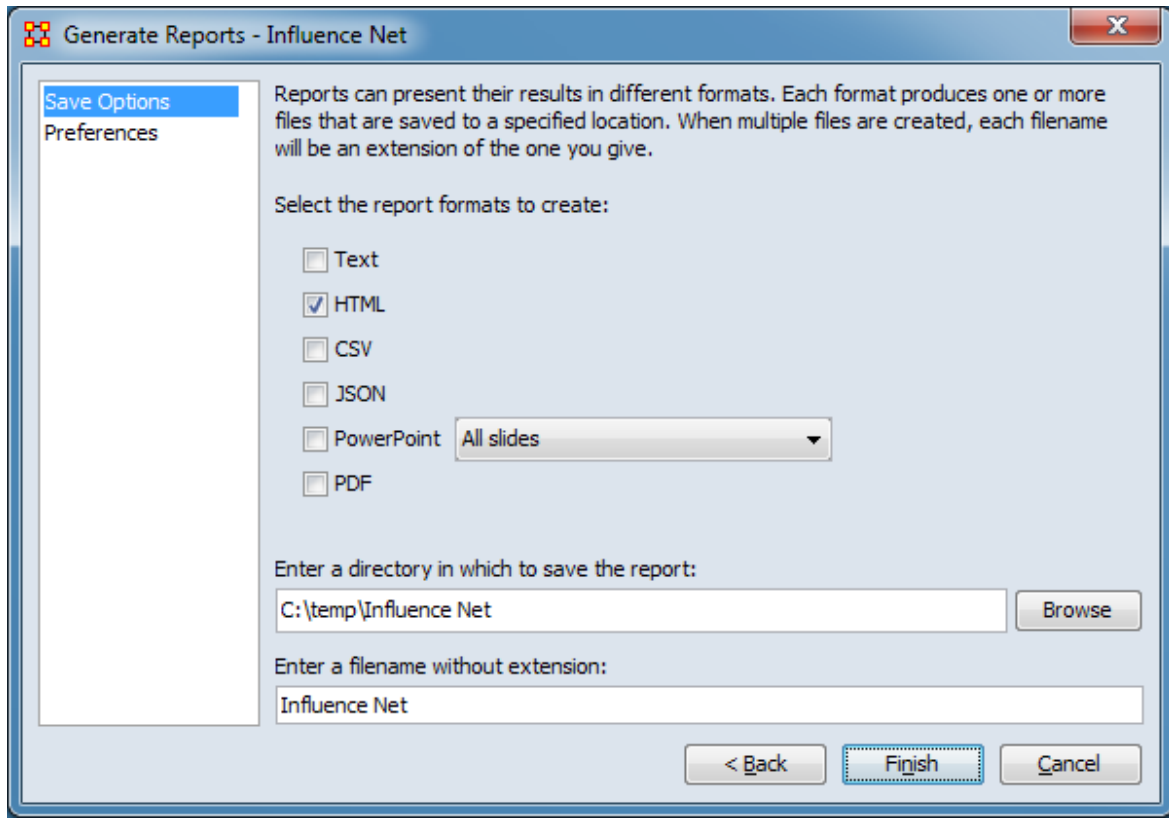 Generate Reports - Influence Net
Save Options
Preferences
Reports can present their results in different formats. Each format produces one or more
files that are saved to a specified location. When multiple files are created, each filename
will be an extension of the one you give.
Select the report formats to create:
Text
HTML
CSV
JSON
PowerPoint All slides
PDF
Enter a directory in which to save the report:
C:\temp\Influence Net Browse
Enter a filename without extension:
Influence Net
< Back Finish Cancel